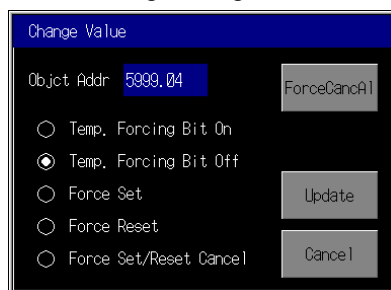 Change Value
Objct Addr 5999.04
ForceCancAl
Temp. Forcing Bit On
Temp. Forcing Bit Off
Force Set
Update
Force Reset
Force Set/Reset Cancel
Cancel